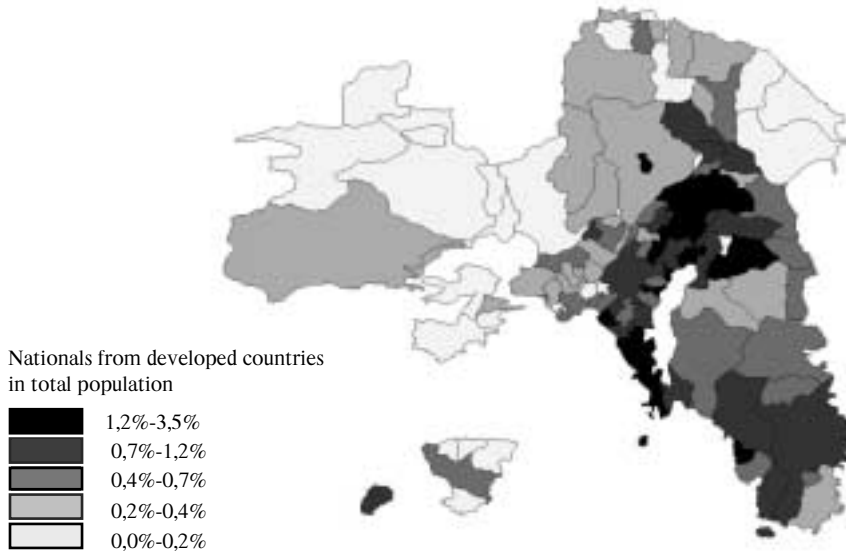 Nationals from developed countries
in total population
1,2%-3,5%
0,7%-1,2%
0,4%-0,7%
0,2%-0,4%
0,0%-0,2%